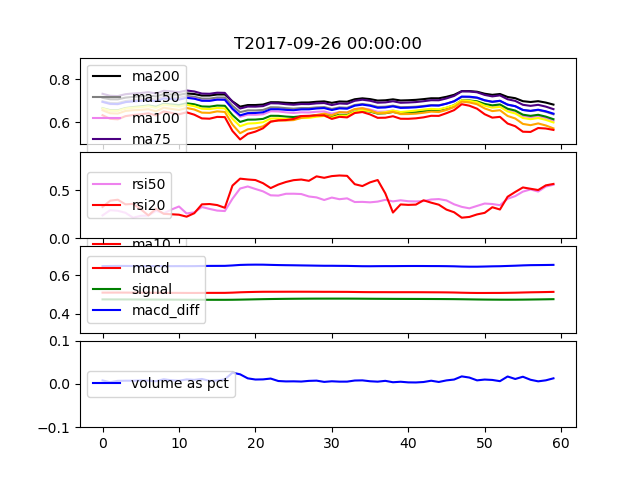 T2017-09-26 00:00:00
0.8
0.6
ma200
ma150
ma100
ma75
0.5
0.0
rsi50
rsi20
ma10
0.6
0.4
macd
signal
macd_diff
0.1
0.0
−0.1
volume as pct
0 10 20 30 40 50 60